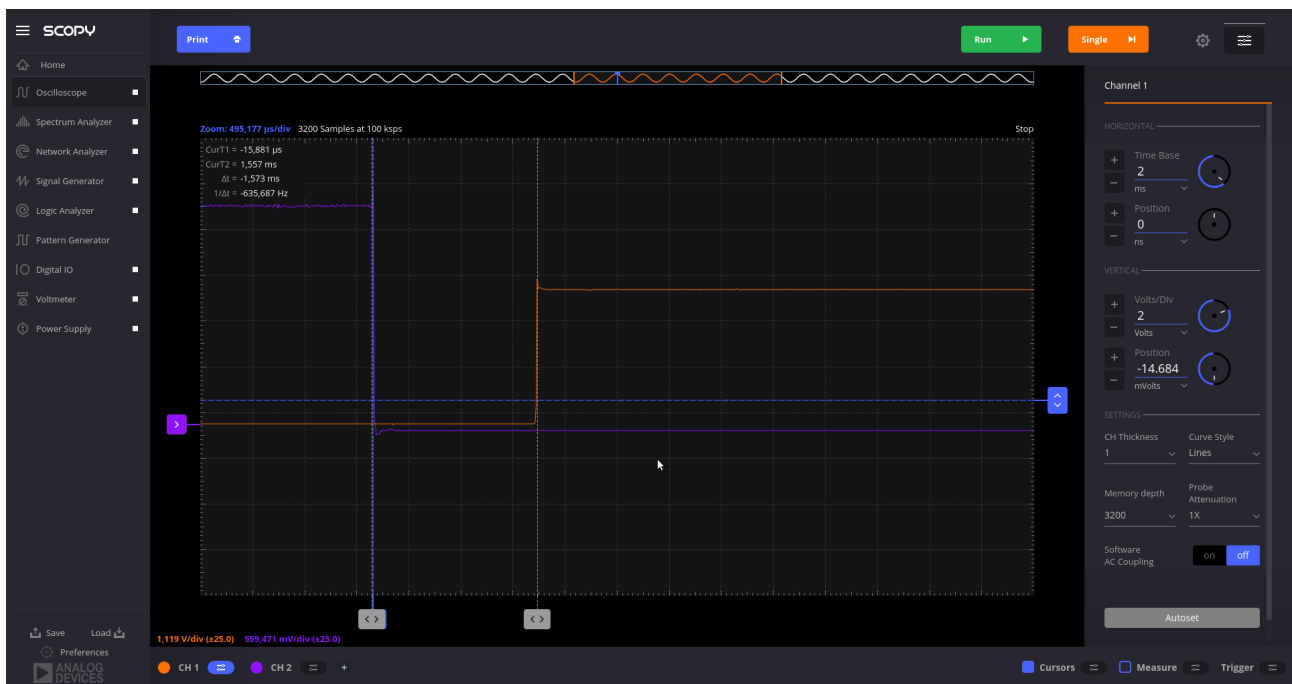 SCOPY
Home
Oscilloscope
Spectrum Analyzer
Network Analyzer
Signal Generator
Logic Analyzer
Pattern Generator
Digital IO
Voltmeter
Power Supply
Save Load
Preferences
ANALOG
DEVICES
Print
Run
Single
Zoom: 495,177 µs/div 3200 Samples at 100 ksps
Stop
CurT1 = -15,881 µs
CurT2 = 1,557 ms
Δt = -1,573 ms
1/Δt = -635,687 Hz
1,119 V/div (±25.0) 559,471 mV/div (±25.0)
CH 1
CH 2
+
Cursors
Measure
Trigger
Channel 1
HORIZONTAL
+ Time Base
2
– ms
+ Position
0
– ns
VERTICAL
+ Volts/Div
2
– Volts
+ Position
-14.684
– mVolts
SETTINGS
CH Thickness Curve Style
1 Lines
Memory depth Probe
Attenuation
3200 1X
Software
AC Coupling
on off
Autoset